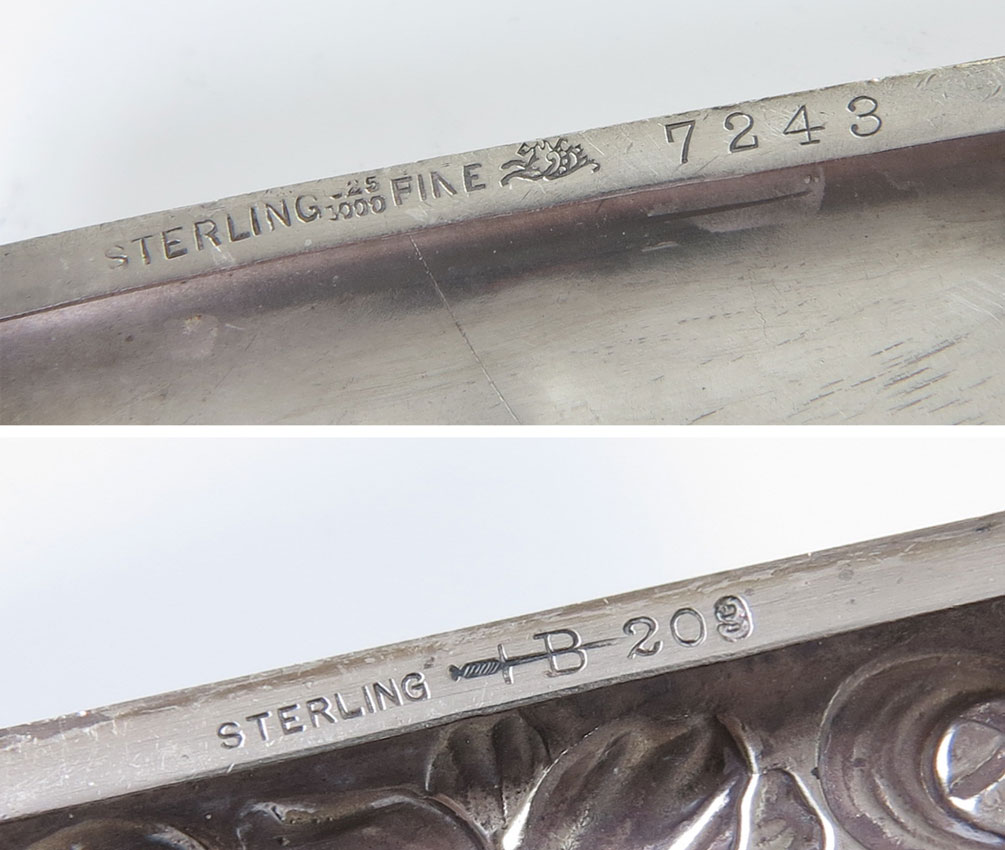 STERLING 925/1000 FINE 7243
STERLING B 209